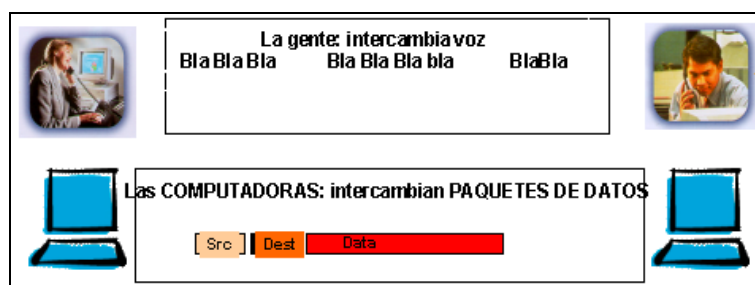 La gente: intercambia voz
Bla Bla Bla Bla Bla Bla bla BlaBla
Las COMPUTADORAS: intercambian PAQUETES DE DATOS
Src Dest Data